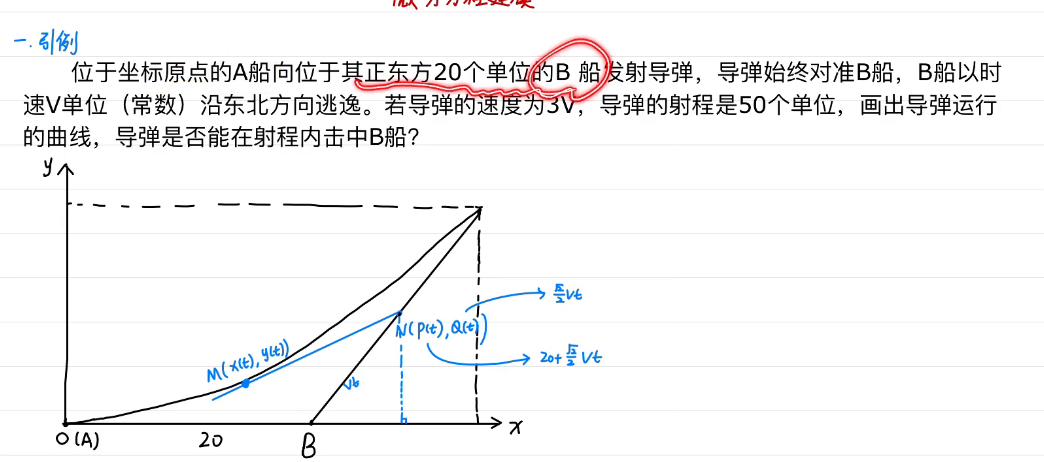 一.引例
位于坐标原点的A船向位于其正东方20个单位的B 船发射导弹，导弹始终对准B船，B船以时
速V单位（常数）沿东北方向逃逸。若导弹的速度为3V，导弹的射程是50个单位，画出导弹运行
的曲线，导弹是否能在射程内击中B船？
y
√2/2 Vt
N(P(t),Q(t))
M(x(t),y(t))
20+√2/2 Vt
Vt
O(A)
20
B
x